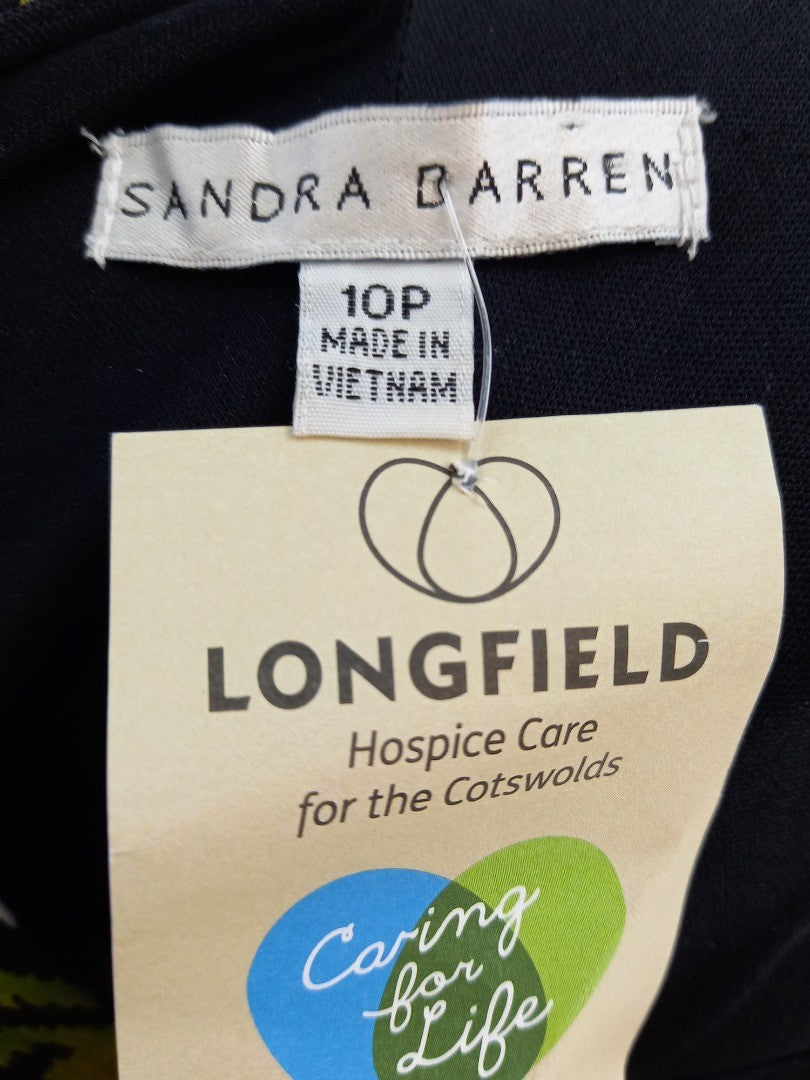 SANDRA DARREN
10P
MADE IN
VIETNAM
LONGFIELD
Hospice Care
for the Cotswolds
Caring
for
Life